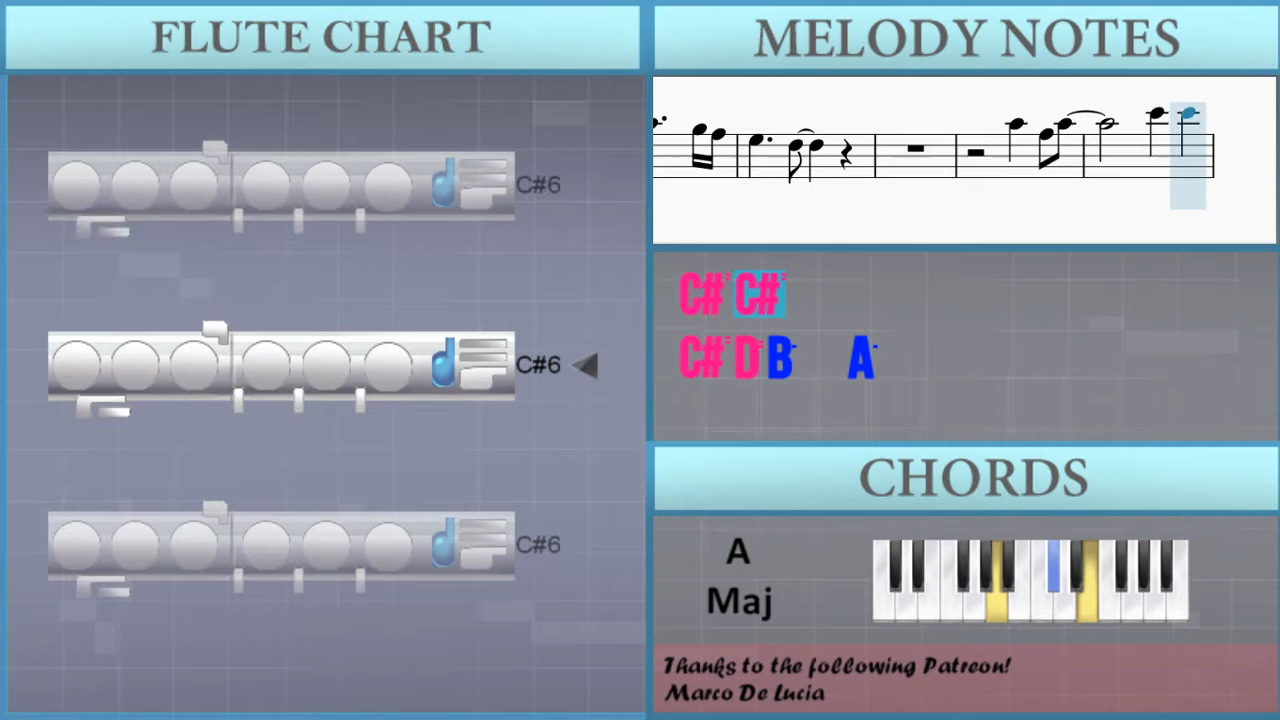 FLUTE CHART
C#6
C#6
C#6
MELODY NOTES
C# C#
C# D B A
CHORDS
A
Maj
Thanks to the following Patreon!
Marco De Lucia